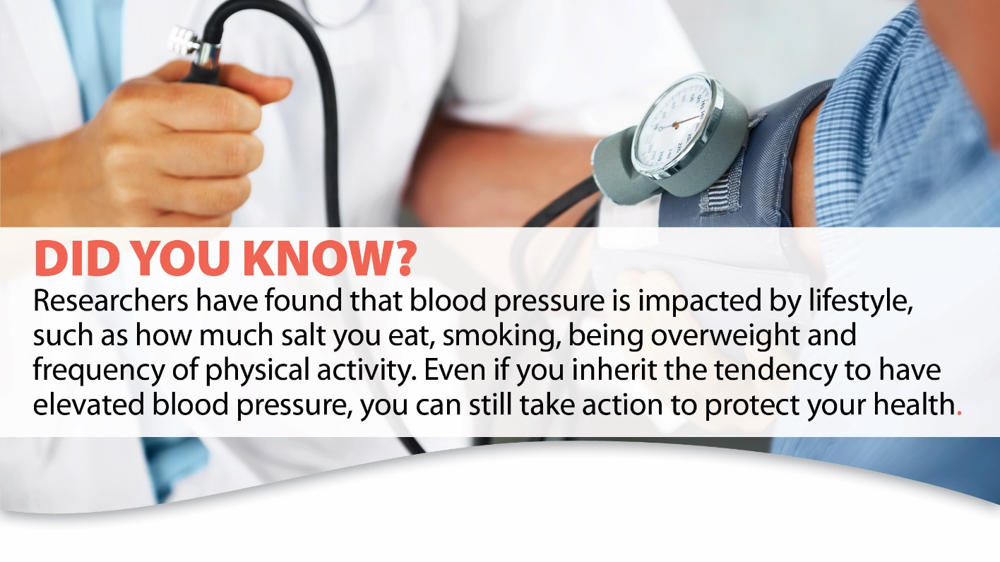 DID YOU KNOW?
Researchers have found that blood pressure is impacted by lifestyle,
such as how much salt you eat, smoking, being overweight and
frequency of physical activity. Even if you inherit the tendency to have
elevated blood pressure, you can still take action to protect your health.